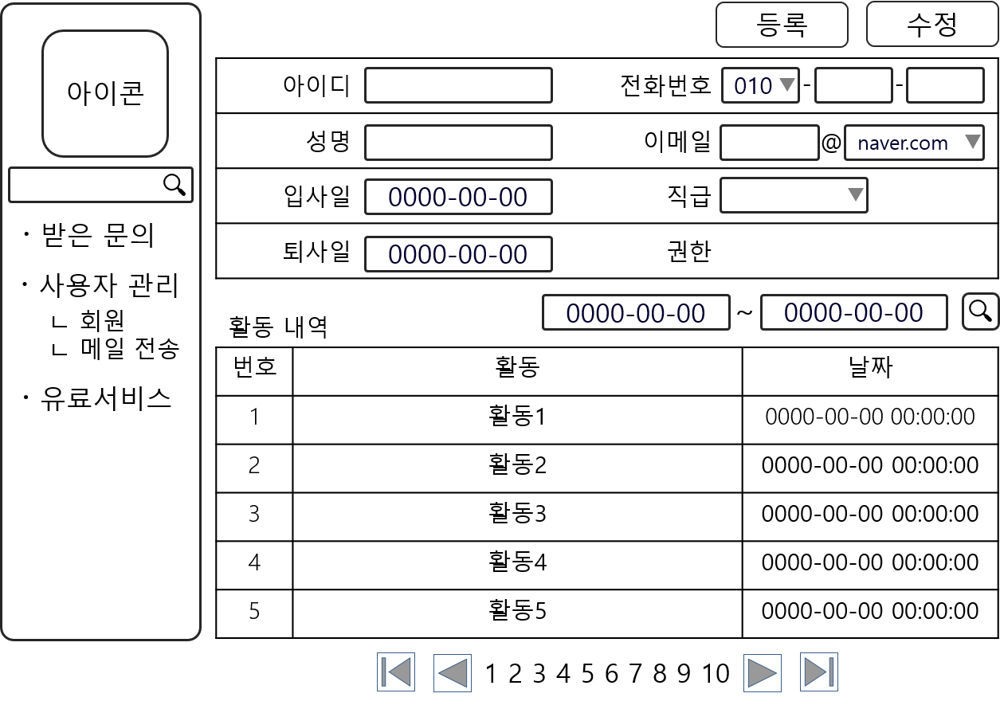 아이콘
· 받은 문의
· 사용자 관리
ㄴ 회원
ㄴ 메일 전송
· 유료서비스
등록 수정
아이디 전화번호 010 - -
성명 이메일 @ naver.com
입사일 0000-00-00 직급
퇴사일 0000-00-00 권한
활동 내역 0000-00-00 ~ 0000-00-00
번호 활동 날짜
1 활동1 0000-00-00 00:00:00
2 활동2 0000-00-00 00:00:00
3 활동3 0000-00-00 00:00:00
4 활동4 0000-00-00 00:00:00
5 활동5 0000-00-00 00:00:00
1 2 3 4 5 6 7 8 9 10